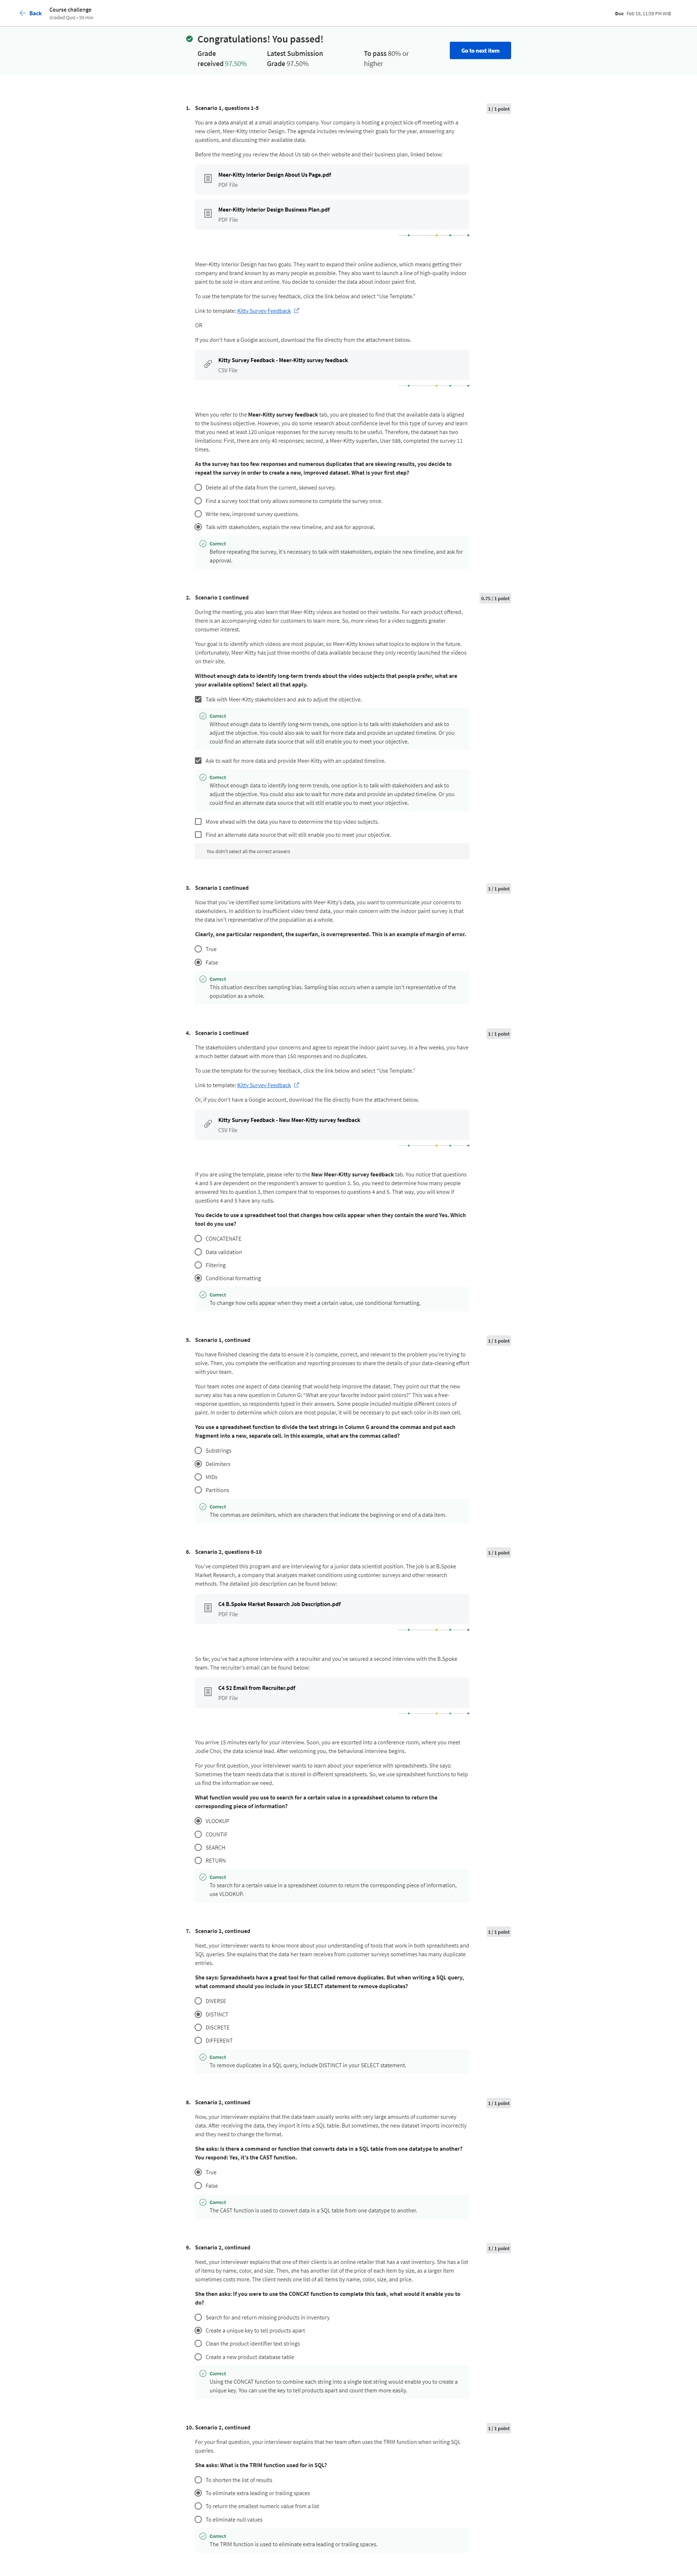 Back
Course challenge
Graded Quiz • 50 min
Due Feb 19, 11:59 PM WIB
Congratulations! You passed!
Grade received 97.50%
Latest Submission Grade 97.50%
To pass 80% or higher
Go to next item
1. Scenario 1, questions 1-5
1 / 1 point
You are a data analyst at a small analytics company. Your company is hosting a project kick-off meeting with a
new client, Meer-Kitty Interior Design. The agenda includes reviewing their goals for the year, answering any
questions, and discussing their available data.
Before the meeting you review the About Us tab on their website and their business plan, linked below:
Meer-Kitty Interior Design About Us Page.pdf
PDF File
Meer-Kitty Interior Design Business Plan.pdf
PDF File
Meer-Kitty Interior Design has two goals. They want to expand their online audience, which means getting their
company and brand known by as many people as possible. They also want to launch a line of high-quality indoor
paint to be sold in-store and online. You decide to consider the data about indoor paint first.
To use the template for the survey feedback, click the link below and select “Use Template.”
Link to template: Kitty Survey Feedback
OR
If you don't have a Google account, download the file directly from the attachment below.
Kitty Survey Feedback - Meer-Kitty survey feedback
CSV File
When you refer to the Meer-Kitty survey feedback tab, you are pleased to find that the available data is aligned
to the business objective. However, you do some research about confidence level for this type of survey and learn
that you need at least 120 unique responses for the survey results to be useful. Therefore, the dataset has two
limitations: First, there are only 40 responses; second, a Meer-Kitty superfan, User 588, completed the survey 11
times.
As the survey has too few responses and numerous duplicates that are skewing results, you decide to
repeat the survey in order to create a new, improved dataset. What is your first step?
Delete all of the data from the current, skewed survey.
Find a survey tool that only allows someone to complete the survey once.
Write new, improved survey questions.
Talk with stakeholders, explain the new timeline, and ask for approval.
Correct
Before repeating the survey, it's necessary to talk with stakeholders, explain the new timeline, and ask for
approval.
2. Scenario 1 continued
0.75 / 1 point
During the meeting, you also learn that Meer-Kitty videos are hosted on their website. For each product offered,
there is an accompanying video for customers to learn more. So, more views for a video suggests greater
consumer interest.
Your goal is to identify which videos are most popular, so Meer-Kitty knows what topics to explore in the future.
Unfortunately, Meer-Kitty has just three months of data available because they only recently launched the videos
on their site.
Without enough data to identify long-term trends about the video subjects that people prefer, what are
your available options? Select all that apply.
Talk with Meer-Kitty stakeholders and ask to adjust the objective.
Correct
Without enough data to identify long-term trends, one option is to talk with stakeholders and ask to
adjust the objective. You could also ask to wait for more data and provide an updated timeline. Or you
could find an alternate data source that will still enable you to meet your objective.
Ask to wait for more data and provide Meer-Kitty with an updated timeline.
Correct
Without enough data to identify long-term trends, one option is to talk with stakeholders and ask to
adjust the objective. You could also ask to wait for more data and provide an updated timeline. Or you
could find an alternate data source that will still enable you to meet your objective.
Move ahead with the data you have to determine the top video subjects.
Find an alternate data source that will still enable you to meet your objective.
You didn't select all the correct answers
3. Scenario 1 continued
1 / 1 point
Now that you've identified some limitations with Meer-Kitty's data, you want to communicate your concerns to
stakeholders. In addition to insufficient video trend data, your main concern with the indoor paint survey is that
the data isn't representative of the population as a whole.
Clearly, one particular respondent, the superfan, is overrepresented. This is an example of margin of error.
True
False
Correct
This situation describes sampling bias. Sampling bias occurs when a sample isn't representative of the
population as a whole.
4. Scenario 1 continued
1 / 1 point
The stakeholders understand your concerns and agree to repeat the indoor paint survey. In a few weeks, you have
a much better dataset with more than 150 responses and no duplicates.
To use the template for the survey feedback, click the link below and select “Use Template.”
Link to template: Kitty Survey Feedback
Or, if you don't have a Google account, download the file directly from the attachment below.
Kitty Survey Feedback - New Meer-Kitty survey feedback
CSV File
If you are using the template, please refer to the New Meer-Kitty survey feedback tab. You notice that questions
4 and 5 are dependent on the respondent's answer to question 3. So, you need to determine how many people
answered Yes to question 3, then compare that to responses to questions 4 and 5. That way, you will know if
questions 4 and 5 have any nulls.
You decide to use a spreadsheet tool that changes how cells appear when they contain the word Yes. Which
tool do you use?
CONCATENATE
Data validation
Filtering
Conditional formatting
Correct
To change how cells appear when they meet a certain value, use conditional formatting.
5. Scenario 1, continued
1 / 1 point
You have finished cleaning the data to ensure it is complete, correct, and relevant to the problem you're trying to
solve. Then, you complete the verification and reporting processes to share the details of your data-cleaning effort
with your team.
Your team notes one aspect of data cleaning that would help improve the dataset. They point out that the new
survey also has a new question in Column G: “What are your favorite indoor paint colors?” This was a free-
response question, so respondents typed in their answers. Some people included multiple different colors of
paint. In order to determine which colors are most popular, it will be necessary to put each color in its own cell.
You use a spreadsheet function to divide the text strings in Column G around the commas and put each
fragment into a new, separate cell. In this example, what are the commas called?
Substrings
Delimiters
MIDs
Partitions
Correct
The commas are delimiters, which are characters that indicate the beginning or end of a data item.
6. Scenario 2, questions 6-10
1 / 1 point
You've completed this program and are interviewing for a junior data scientist position. The job is at B.Spoke
Market Research, a company that analyzes market conditions using customer surveys and other research
methods. The detailed job description can be found below:
C4 B.Spoke Market Research Job Description.pdf
PDF File
So far, you've had a phone interview with a recruiter and you've secured a second interview with the B.Spoke
team. The recruiter's email can be found below:
C4 S2 Email from Recruiter.pdf
PDF File
You arrive 15 minutes early for your interview. Soon, you are escorted into a conference room, where you meet
Jodie Choi, the data science lead. After welcoming you, the behavioral interview begins.
For your first question, your interviewer wants to learn about your experience with spreadsheets. She says:
Sometimes the team needs data that is stored in different spreadsheets. So, we use spreadsheet functions to help
us find the information we need.
What function would you use to search for a certain value in a spreadsheet column to return the
corresponding piece of information?
VLOOKUP
COUNTIF
SEARCH
RETURN
Correct
To search for a certain value in a spreadsheet column to return the corresponding piece of information,
use VLOOKUP.
7. Scenario 2, continued
1 / 1 point
Next, your interviewer wants to know more about your understanding of tools that work in both spreadsheets and
SQL queries. She explains that the data her team receives from customer surveys sometimes has many duplicate
entries.
She says: Spreadsheets have a great tool for that called remove duplicates. But when writing a SQL query,
what command should you include in your SELECT statement to remove duplicates?
DIVERSE
DISTINCT
DISCRETE
DIFFERENT
Correct
To remove duplicates in a SQL query, include DISTINCT in your SELECT statement.
8. Scenario 2, continued
1 / 1 point
Now, your interviewer explains that the data team usually works with very large amounts of customer survey
data. After receiving the data, they import it into a SQL table. But sometimes, the new dataset imports incorrectly
and they need to change the format.
She asks: Is there a command or function that converts data in a SQL table from one datatype to another?
You respond: Yes, it's the CAST function.
True
False
Correct
The CAST function is used to convert data in a SQL table from one datatype to another.
9. Scenario 2, continued
1 / 1 point
Next, your interviewer explains that one of their clients is an online retailer that has a vast inventory. She has a list
of items by name, color, and size. Then, she has another list of the price of each item by size, as a larger item
sometimes costs more. The client needs one list of all items by name, color, size, and price.
She then asks: If you were to use the CONCAT function to complete this task, what would it enable you to
do?
Search for and return missing products in inventory
Create a unique key to tell products apart
Clean the product identifier text strings
Create a new product database table
Correct
Using the CONCAT function to combine each string into a single text string would enable you to create a
unique key. You can use the key to tell products apart and count them more easily.
10. Scenario 2, continued
1 / 1 point
For your final question, your interviewer explains that her team often uses the TRIM function when writing SQL
queries.
She asks: What is the TRIM function used for in SQL?
To shorten the list of results
To eliminate extra leading or trailing spaces
To return the smallest numeric value from a list
To eliminate null values
Correct
The TRIM function is used to eliminate extra leading or trailing spaces.